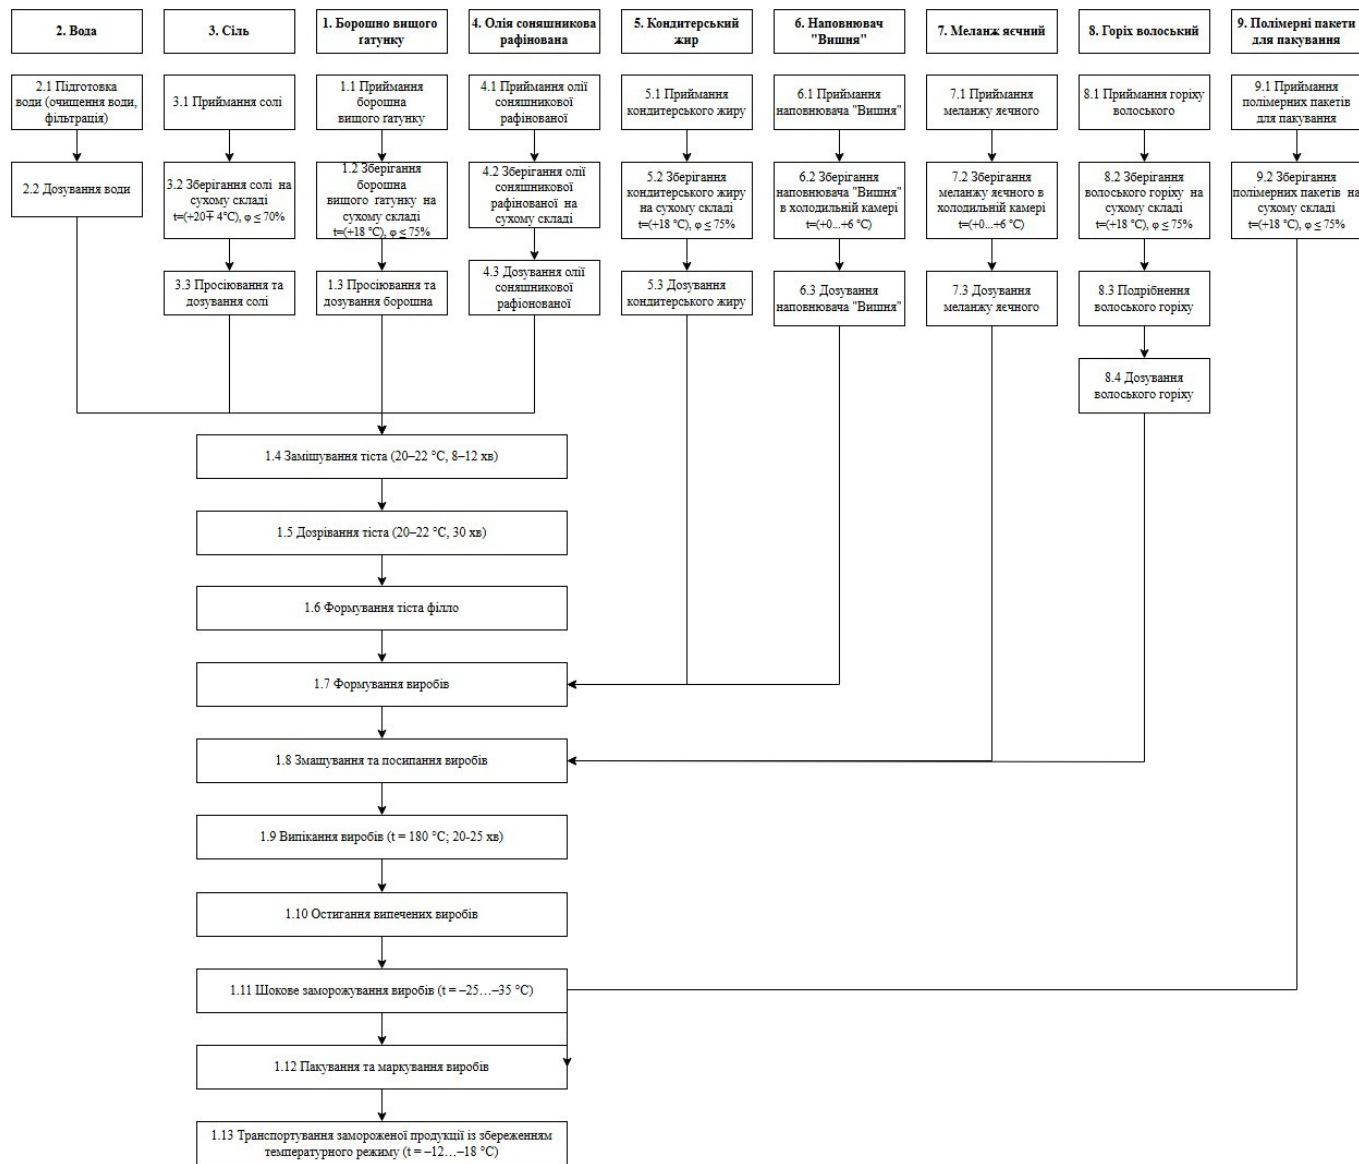 2. Вода
3. Сіль
1. Борошно вищого
ґатунку
4. Олія соняшникова
рафінована
5. Кондитерський
жир
6. Наповнювач
"Вишня"
7. Меланж яєчний
8. Горіх волоський
9. Полімерні пакети
для пакування
2.1 Підготовка
води (очищення води,
фільтрація)
3.1 Приймання солі
1.1 Приймання
борошна
вищого ґатунку
4.1 Приймання олії
соняшникової
рафінованої
5.1 Приймання
кондитерського жиру
6.1 Приймання
наповнювача "Вишня"
7.1 Приймання
меланжу яєчного
8.1 Приймання горіху
волоського
9.1 Приймання
полімерних пакетів
для пакування
2.2 Дозування води
3.2 Зберігання солі на
сухому складі
t=(+20∓ 4°C), φ ≤ 70%
1.2 Зберігання
борошна
вищого ґатунку на
сухому складі
t=(+18 °C), φ ≤ 75%
4.2 Зберігання олії
соняшникової
рафінованої на
сухому складі
5.2 Зберігання
кондитерського жиру
на сухому складі
t=(+18 °C), φ ≤ 75%
6.2 Зберігання
наповнювача "Вишня"
в холодильній камері
t=(+0...+6 °C)
7.2 Зберігання
меланжу яєчного в
холодильній камері
t=(+0...+6 °C)
8.2 Зберігання
волоського горіху на
сухому складі
t=(+18 °C), φ ≤ 75%
9.2 Зберігання
полімерних пакетів на
сухому складі
t=(+18 °C), φ ≤ 75%
3.3 Просіювання та
дозування солі
1.3 Просіювання та
дозування борошна
4.3 Дозування олії
соняшникової
рафіонованої
5.3 Дозування
кондитерського жиру
6.3 Дозування
наповнювача "Вишня"
7.3 Дозування
меланжу яєчного
8.3 Подрібнення
волоського горіху
8.4 Дозування
волоського горіху
1.4 Замішування тіста (20–22 °C, 8–12 хв)
1.5 Дозрівання тіста (20–22 °C, 30 хв)
1.6 Формування тіста філло
1.7 Формування виробів
1.8 Змащування та посипання виробів
1.9 Випікання виробів (t = 180 °C; 20-25 хв)
1.10 Остигання випечених виробів
1.11 Шокове заморожування виробів (t = –25…–35 °C)
1.12 Пакування та маркування виробів
1.13 Транспортування замороженої продукції із збереженням
температурного режиму (t = –12…–18 °C)